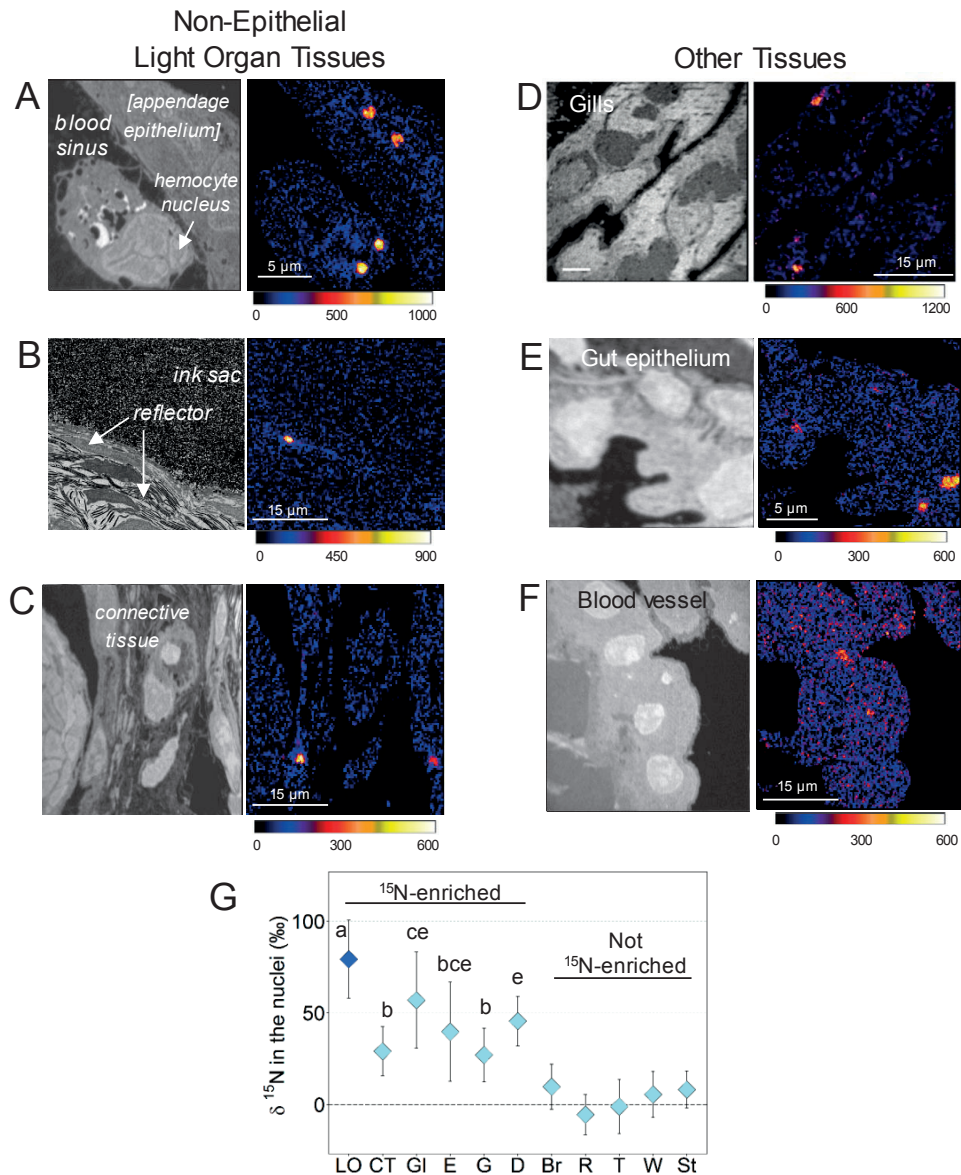 Non-Epithelial
Light Organ Tissues
Other Tissues
A
[appendage
epithelium]
blood
sinus
hemocyte
nucleus
5 µm
0 500 1000
B
ink sac
reflector
15 µm
0 450 900
C
connective
tissue
15 µm
0 300 600
D
Gills
15 µm
0 600 1200
E
Gut epithelium
5 µm
0 300 600
F
Blood vessel
15 µm
0 300 600
G
¹⁵N-enriched
Not
¹⁵N-enriched
δ ¹⁵N in the nuclei (‰)
100
50
0
a
b
ce
bce
b
e
LO CT Gl E G D Br R T W St